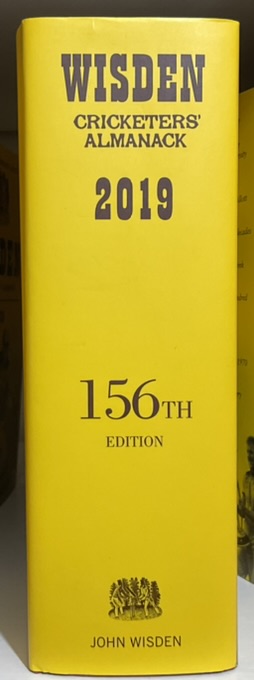 WISDEN
CRICKETERS'
ALMANACK
2019
156TH
EDITION
JOHN WISDEN